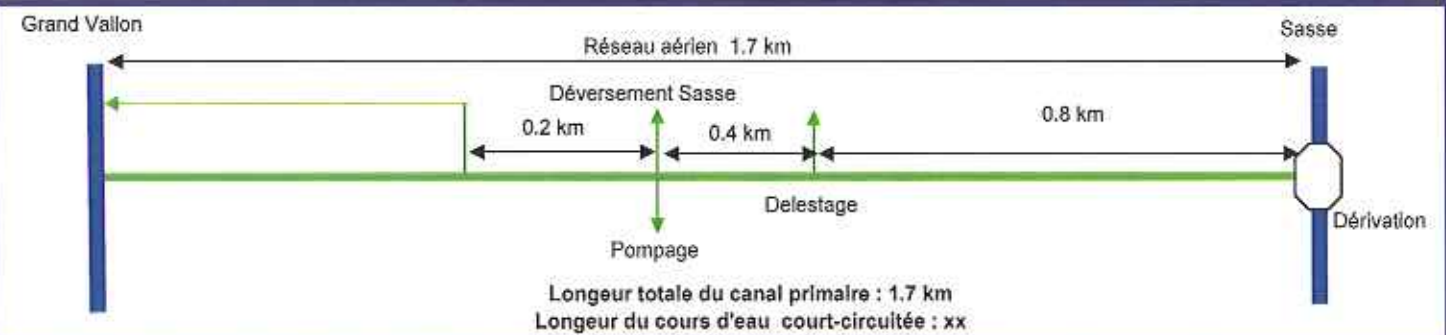 Grand Vallon
Sasse
Réseau aérien 1.7 km
Déversement Sasse
0.2 km
0.4 km
0.8 km
Delestage
Dérivation
Pompage
Longeur totale du canal primaire : 1.7 km
Longeur du cours d'eau court-circuitée : xx